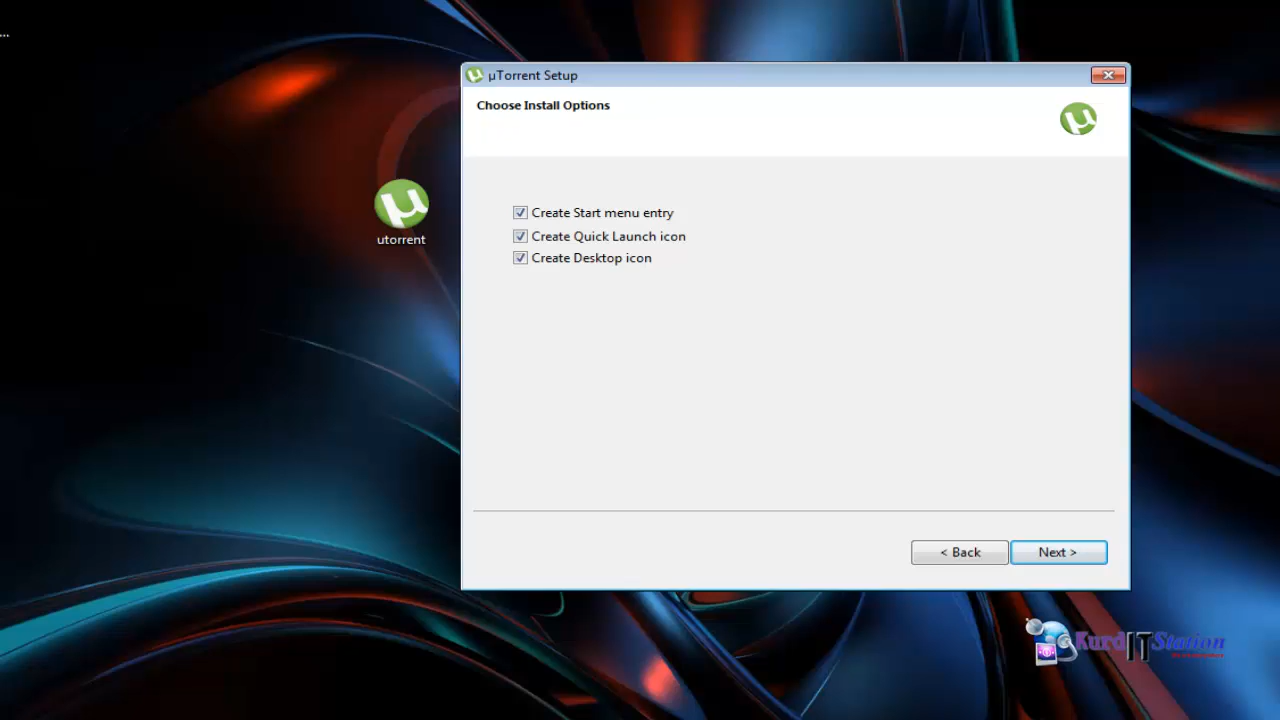 ...
µTorrent Setup
Choose Install Options
utorrent
Create Start menu entry
Create Quick Launch icon
Create Desktop icon
< Back
Next >
KurdITStation